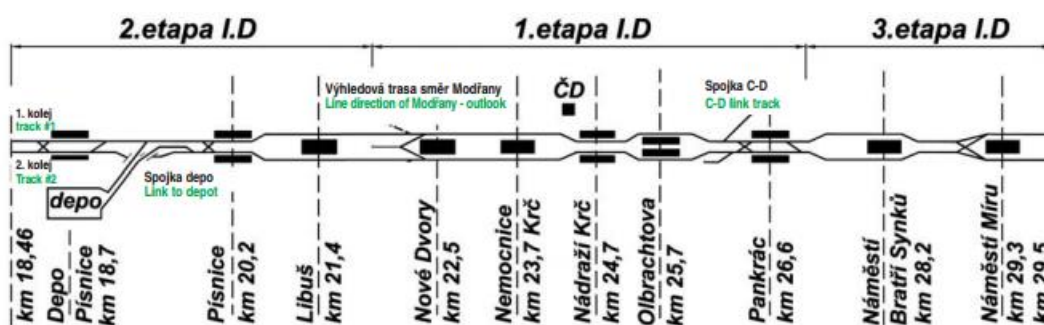 2.etapa I.D
1.etapa I.D
3.etapa I.D
1. kolej
track #1
2. kolej
Track #2
depo
Spojka depo
Link to depot
Výhledová trasa směr Modřany
Line direction of Modřany - outlook
ČD
Spojka C-D
C-D link track
km 18,46
Depo
Písnice
km 18,7
Písnice
km 20,2
Libuš
km 21,4
Nové Dvory
km 22,5
Nemocnice
km 23,7 Krč
Nádraží Krč
km 24,7
Olbrachtova
km 25,7
Pankrác
km 26,6
Náměstí
Bratří Synků
km 28,2
Náměstí Míru
km 29,3
km 29,5